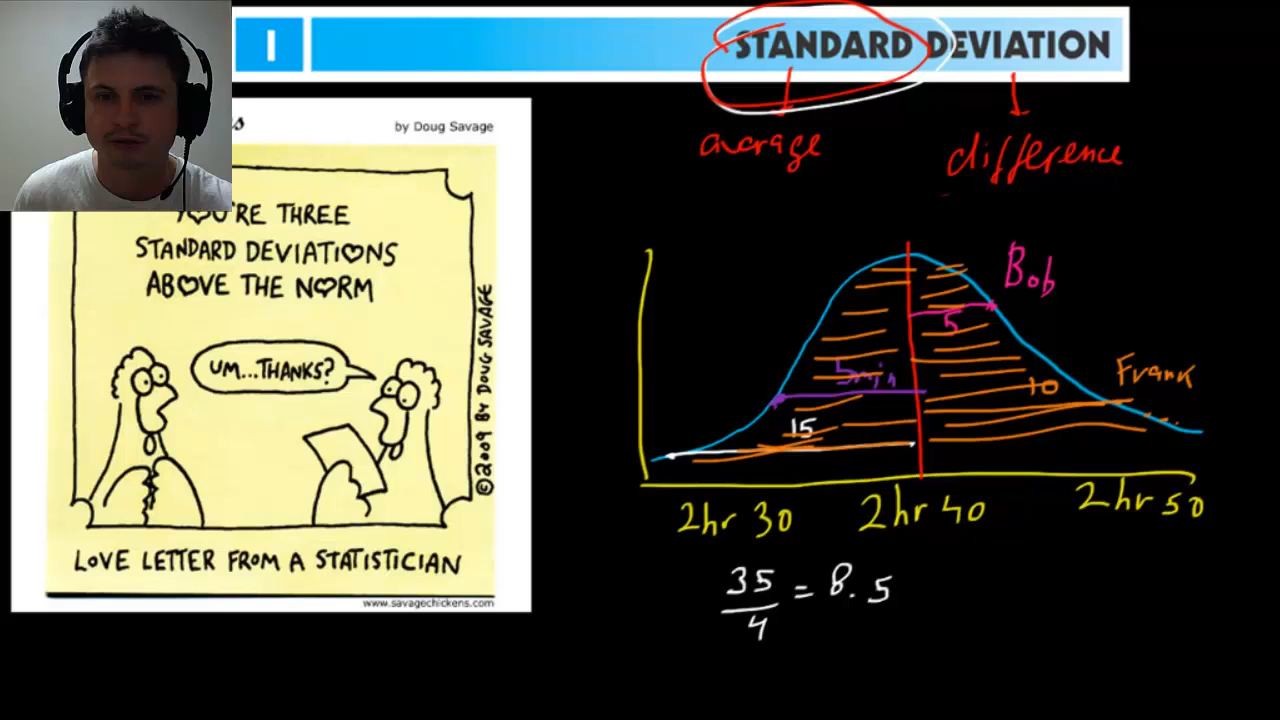 I
STANDARD DEVIATION
average
difference
by Doug Savage
YOU'RE THREE
STANDARD DEVIATIONS
ABOVE THE NORM
UM...THANKS?
©2009 BY DOUG SAVAGE
LOVE LETTER FROM A STATISTICIAN
www.savagechickens.com
Bob
5
Frank
5min
10
15
2hr 30
2hr 40
2hr 50
35
4
= 8.5